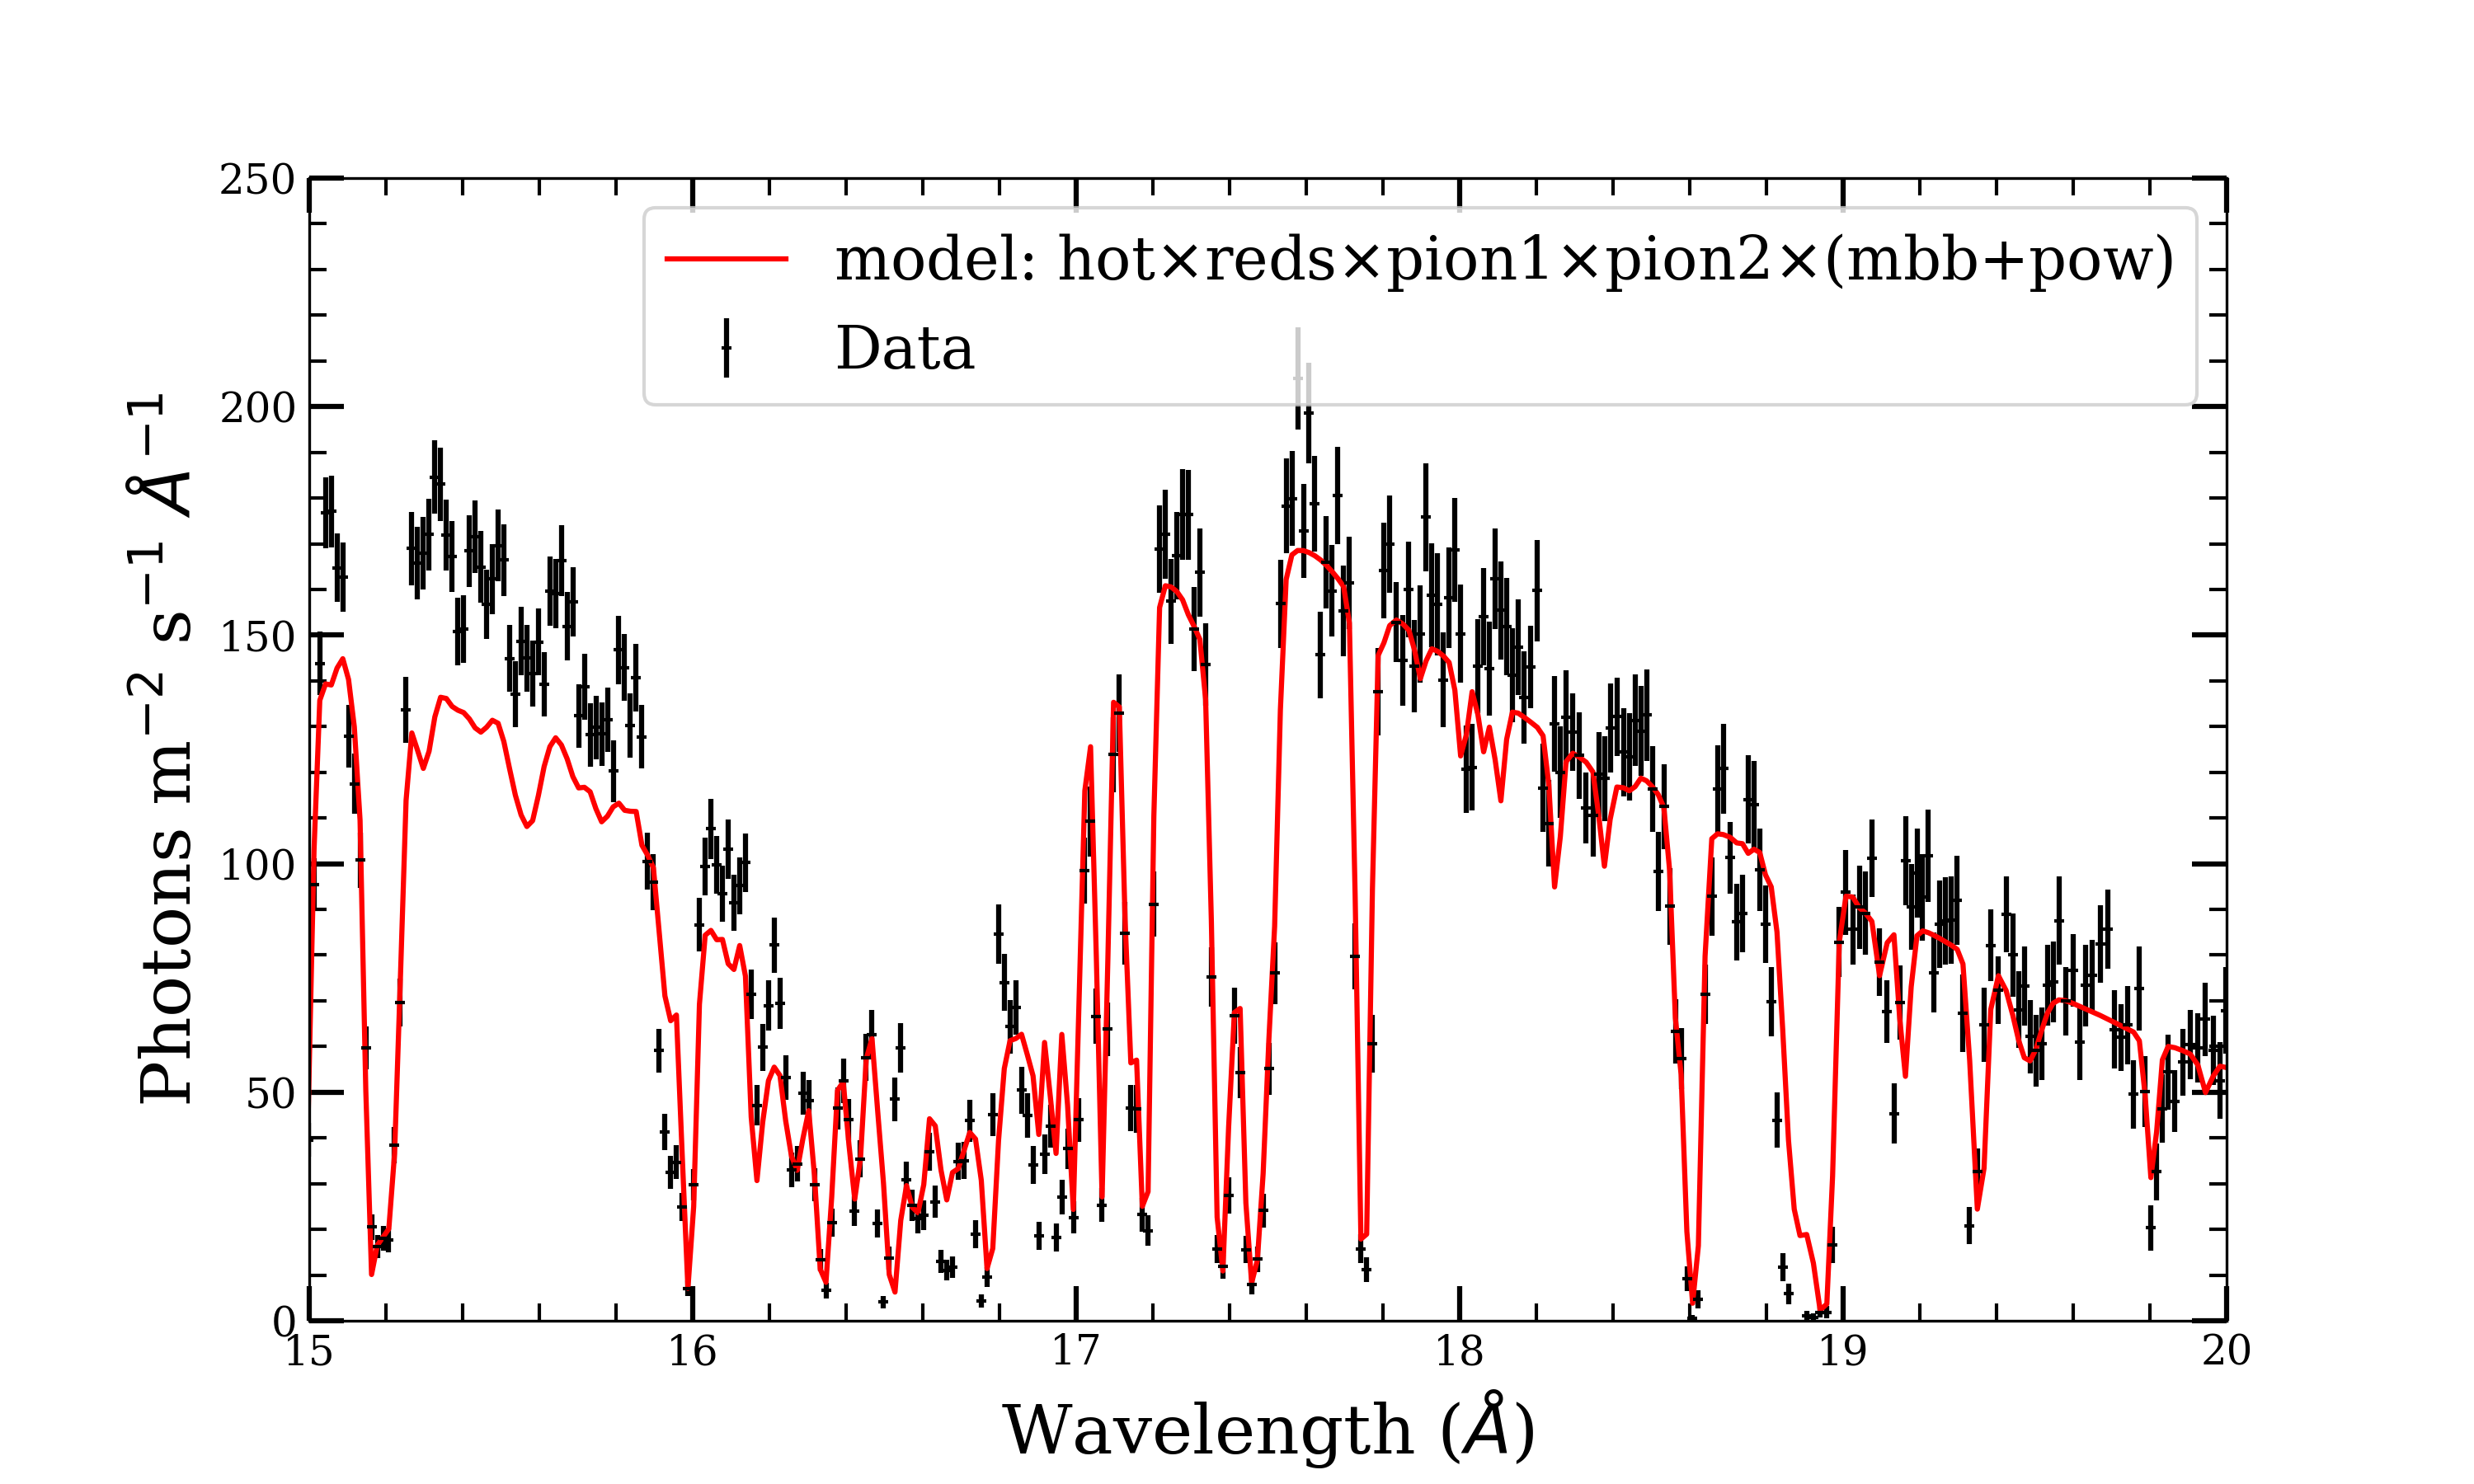 model: hot×reds×pion1×pion2×(mbb+pow)
Data
Photons m⁻² s⁻¹ Å⁻¹
250
200
150
100
50
0
15 16 17 18 19 20
Wavelength (Å)